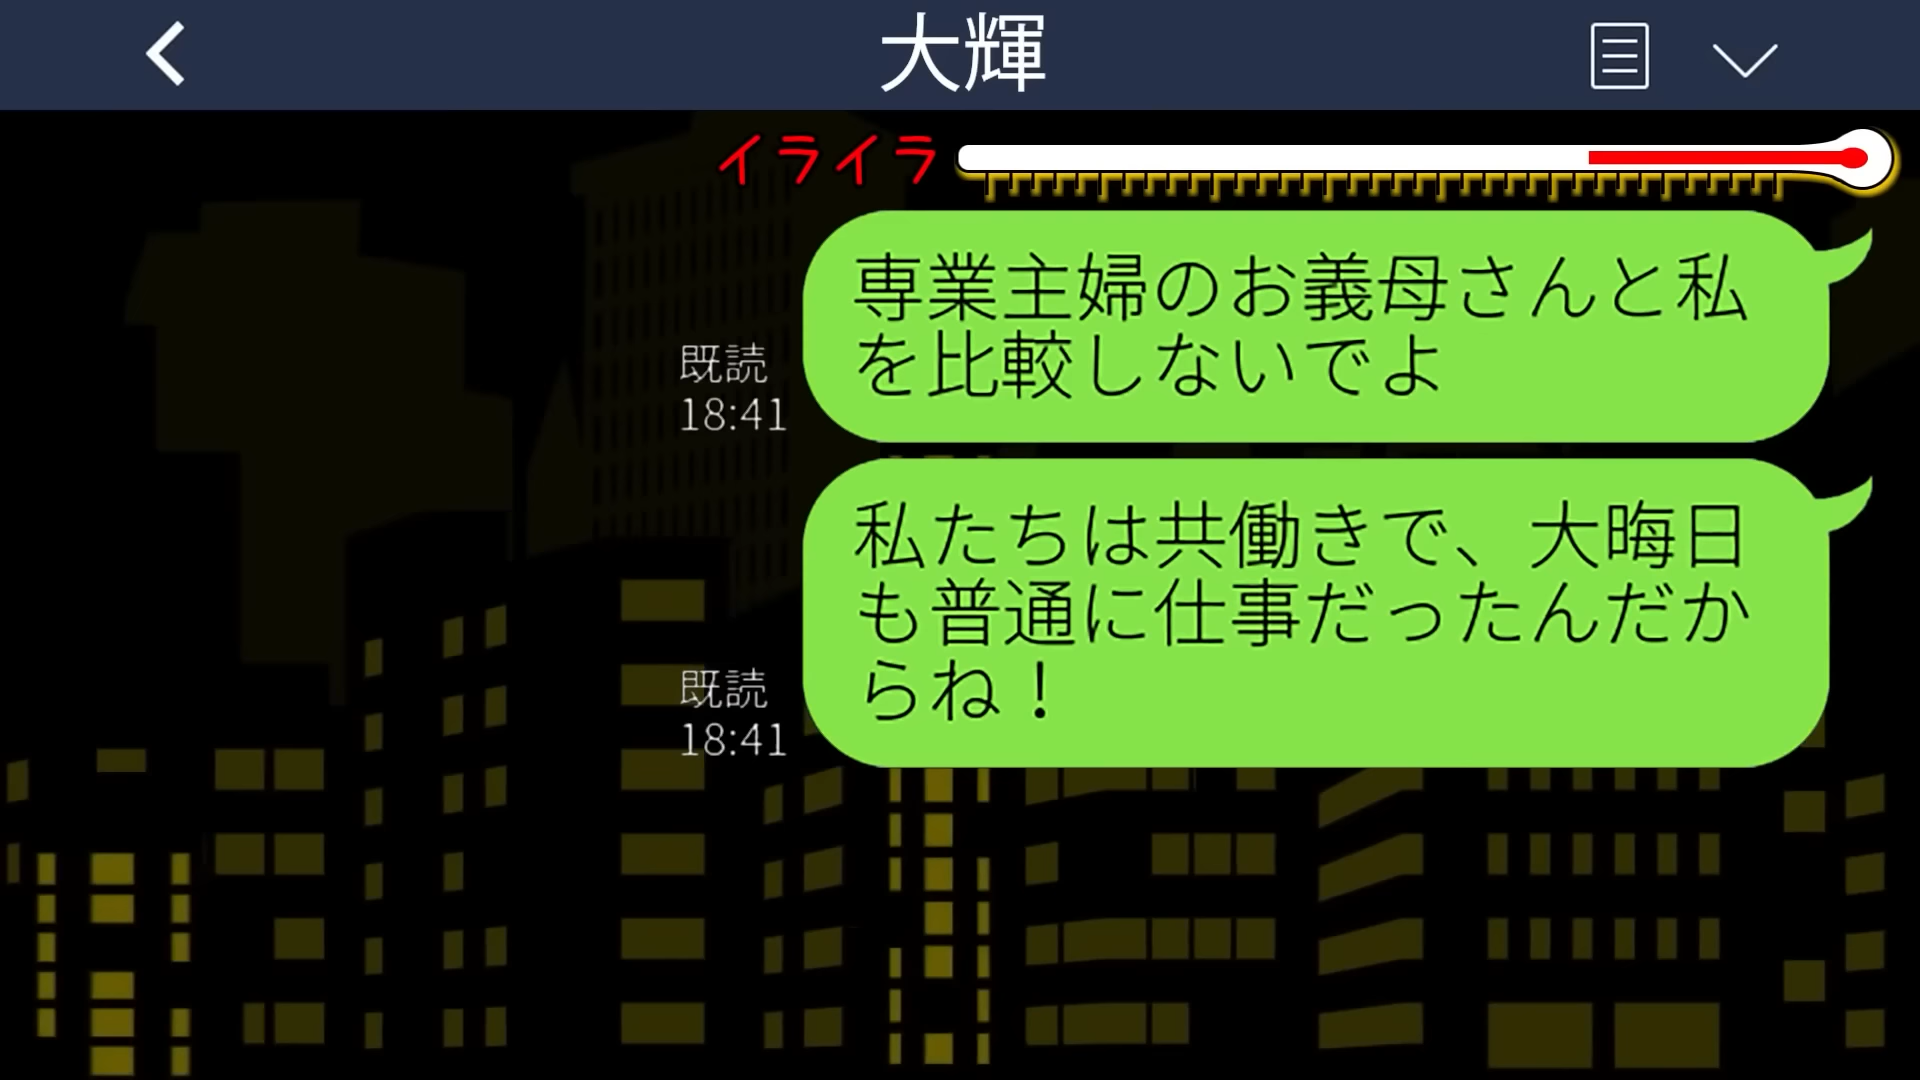 大輝
イライラ
専業主婦のお義母さんと私
を比較しないでよ
既読
18:41
私たちは共働きで、大晦日
も普通に仕事だったんだか
らね！
既読
18:41